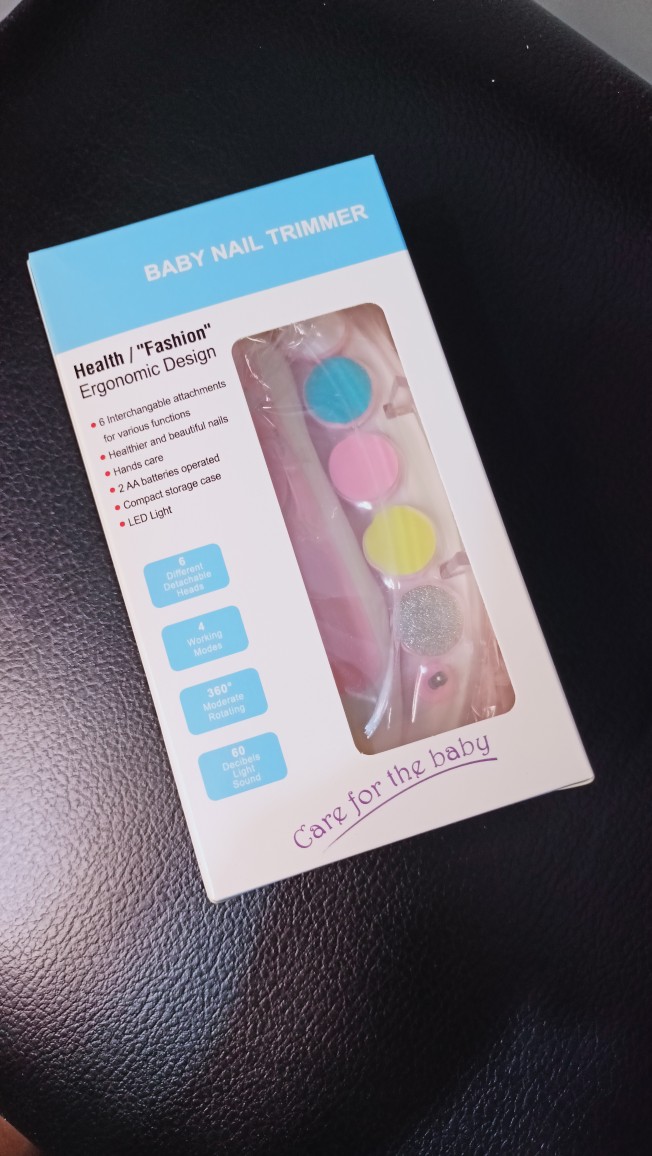 BABY NAIL TRIMMER
Health / "Fashion"
Ergonomic Design
6 Interchangable attachments
for various functions
Healthier and beautiful nails
Hands care
2 AA batteries operated
Compact storage case
LED Light
6
Different
Detachable
Heads
4
Working
Modes
360°
Moderate
Rotating
60
Decibels
Light
Sound
Care for the baby